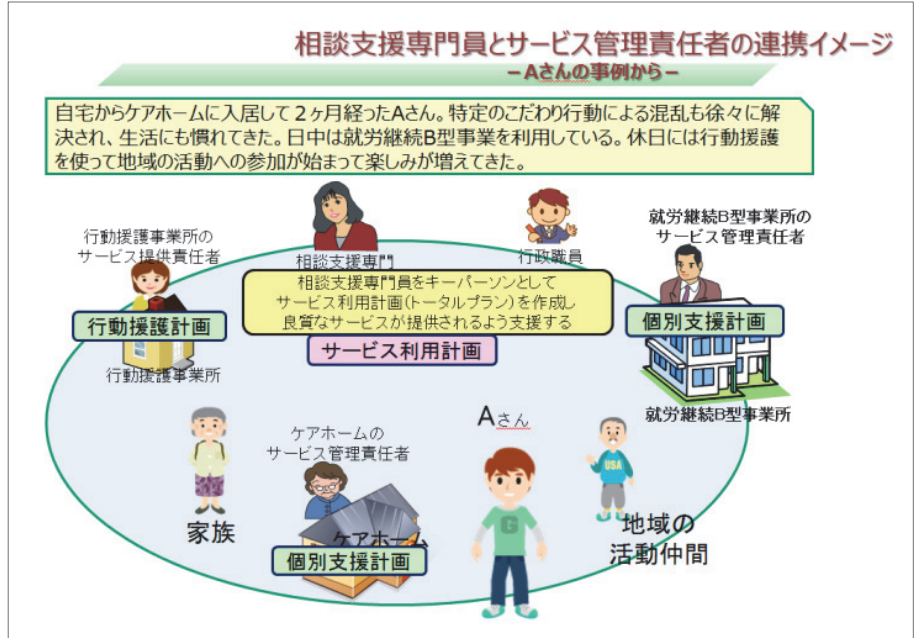 相談支援専門員とサービス管理責任者の連携イメージ
－Aさんの事例から－
自宅からケアホームに入居して２ヶ月経ったAさん。特定のこだわり行動による混乱も徐々に解
決され、生活にも慣れてきた。日中は就労継続B型事業を利用している。休日には行動援護
を使って地域の活動への参加が始まって楽しみが増えてきた。
行動援護事業所の
サービス提供責任者
相談支援専門
行政職員
就労継続B型事業所の
サービス管理責任者
行動援護計画
相談支援専門員をキーパーソンとして
サービス利用計画(トータルプラン)を作成し
良質なサービスが提供されるよう支援する
個別支援計画
サービス利用計画
行動援護事業所
就労継続B型事業所
Aさん
ケアホームの
サービス管理責任者
USA
G
家族
ケアホーム
個別支援計画
地域の
活動仲間